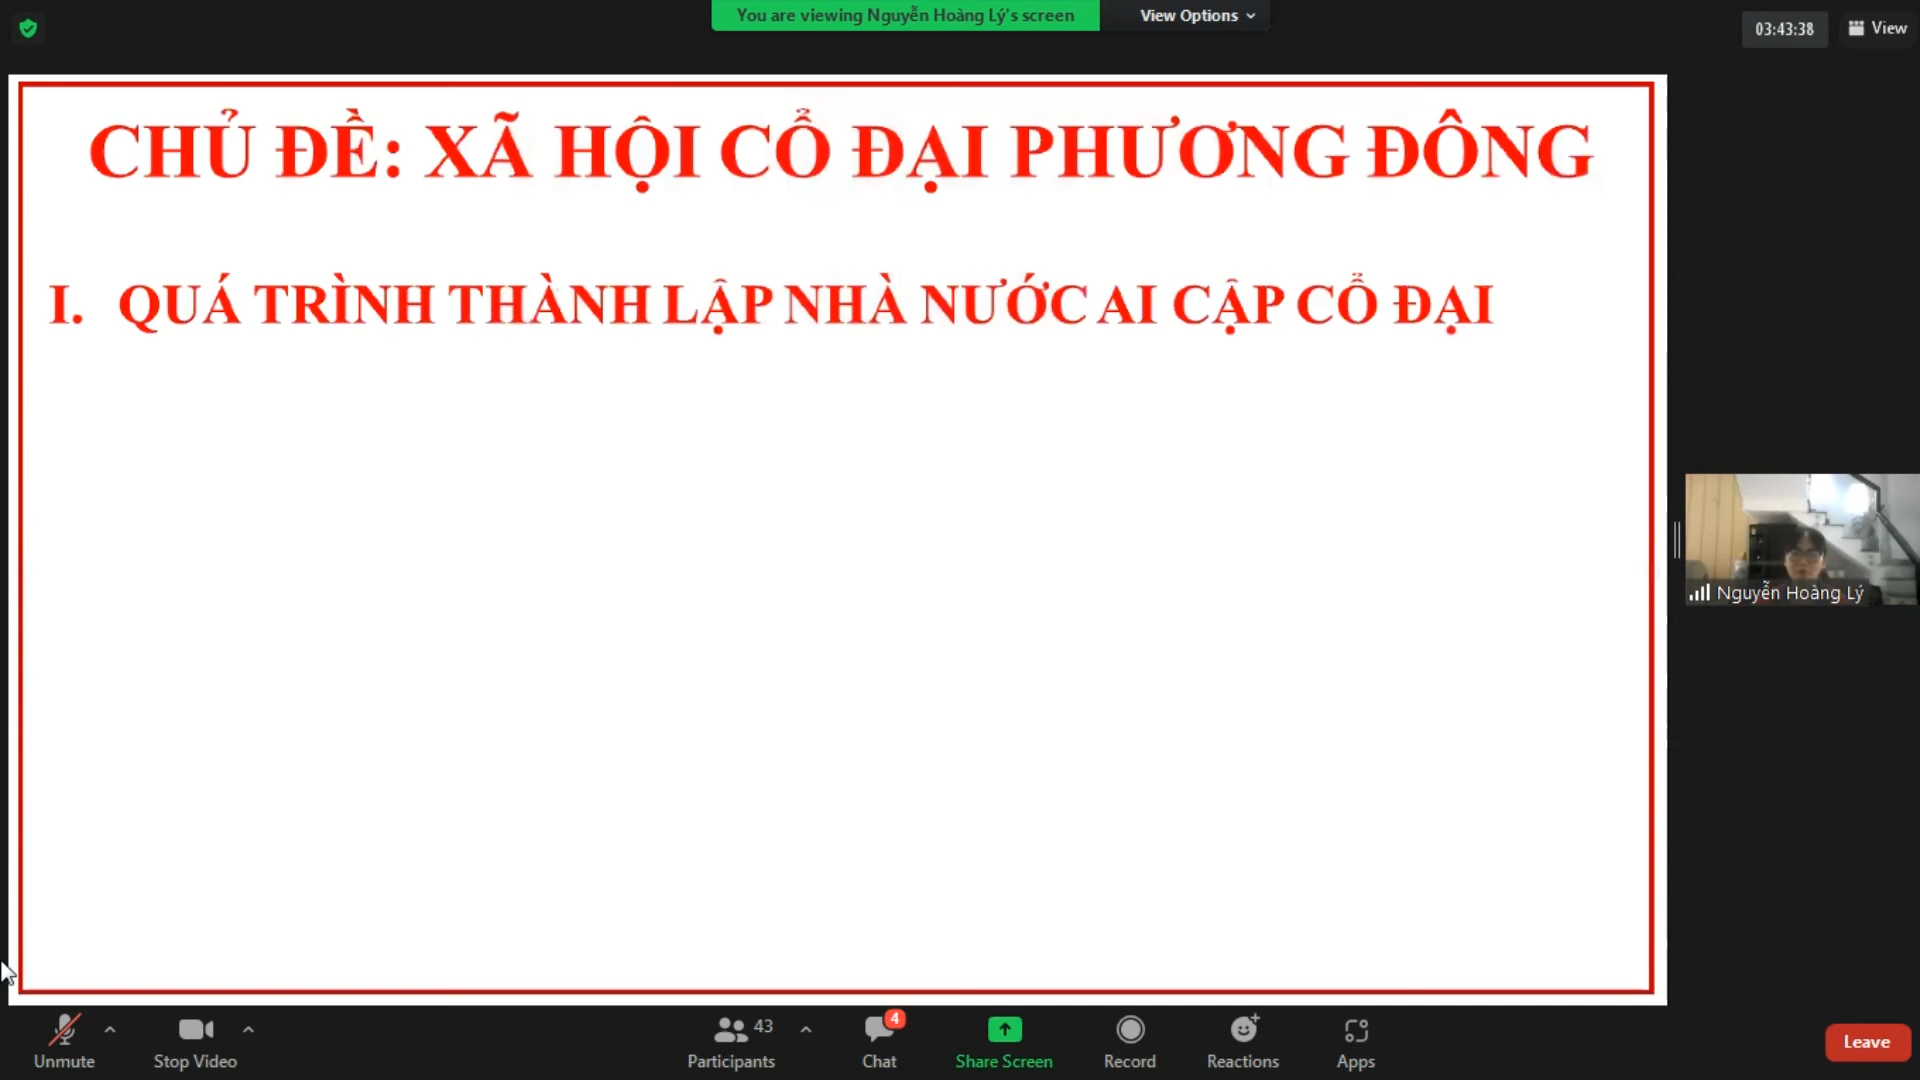 You are viewing Nguyễn Hoàng Lý's screen
View Options
03:43:38
View
CHỦ ĐỀ: XÃ HỘI CỔ ĐẠI PHƯƠNG ĐÔNG
I. QUÁ TRÌNH THÀNH LẬP NHÀ NƯỚC AI CẬP CỔ ĐẠI
Nguyễn Hoàng Lý
43
4
Unmute
Stop Video
Participants
Chat
Share Screen
Record
Reactions
Apps
Leave